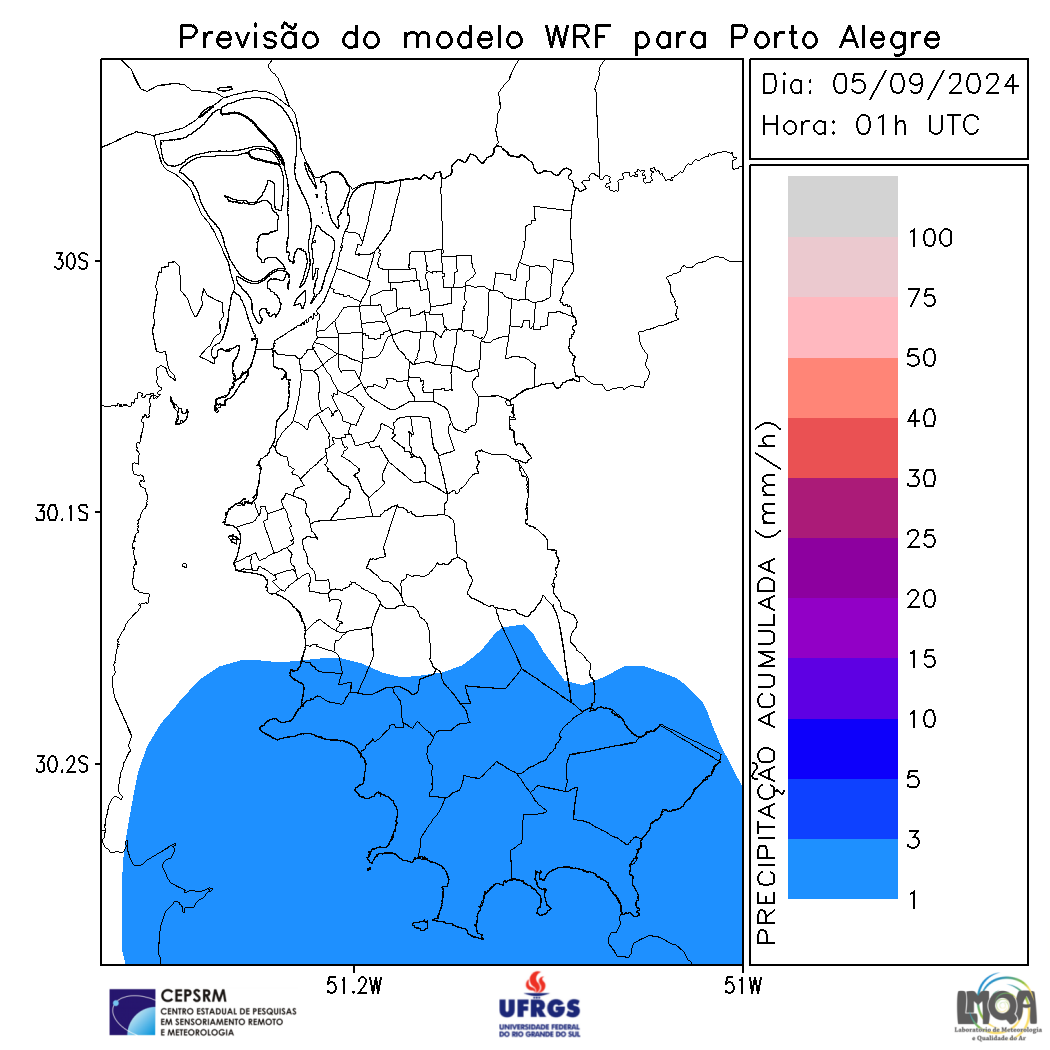 Previsão do modelo WRF para Porto Alegre
Dia: 05/09/2024
Hora: 01h UTC
30S
30.1S
30.2S
51.2W
51W
PRECIPITAÇÃO ACUMULADA (mm/h)
100
75
50
40
30
25
20
15
10
5
3
1
CEPSRM
CENTRO ESTADUAL DE PESQUISAS
EM SENSORIAMENTO REMOTO
E METEOROLOGIA
UFRGS
UNIVERSIDADE FEDERAL
DO RIO GRANDE DO SUL
LMQA
Laboratório de Meteorologia
e Qualidade do Ar